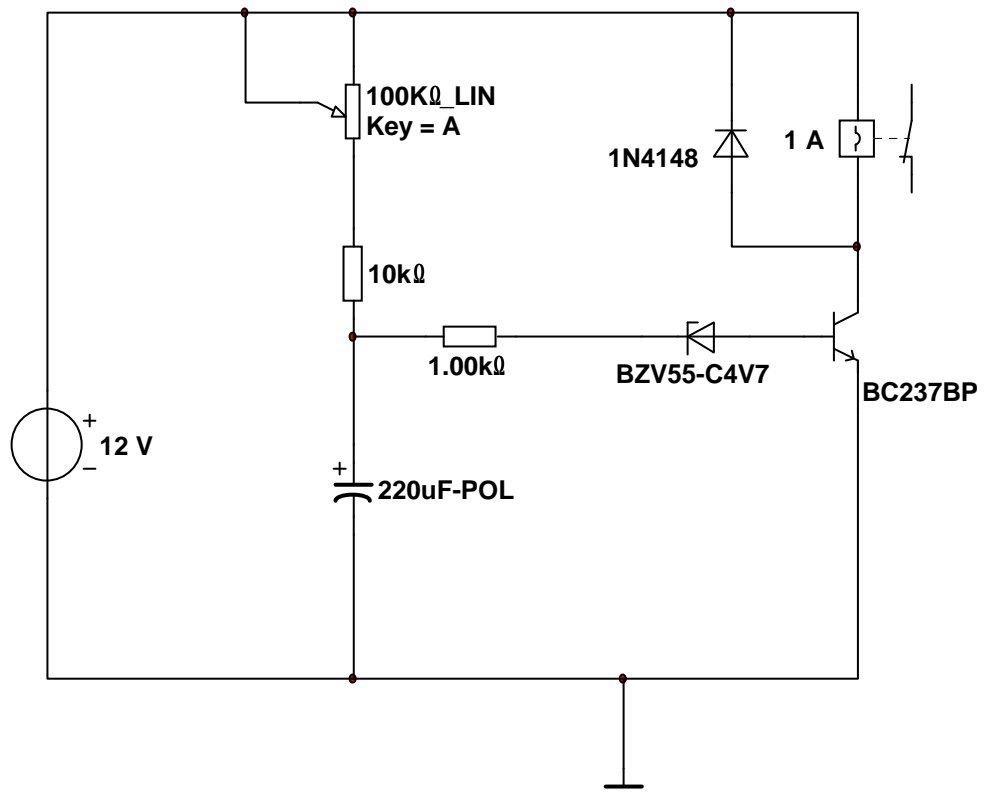 100KΩ_LIN
Key = A
1N4148
1 A
10kΩ
1.00kΩ
BZV55-C4V7
BC237BP
+
12 V
−
+
220uF-POL